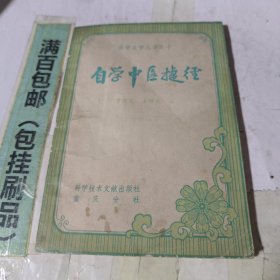 满百包邮（包挂刷品）
自学中医捷径
科学技术文献出版社
重庆分社